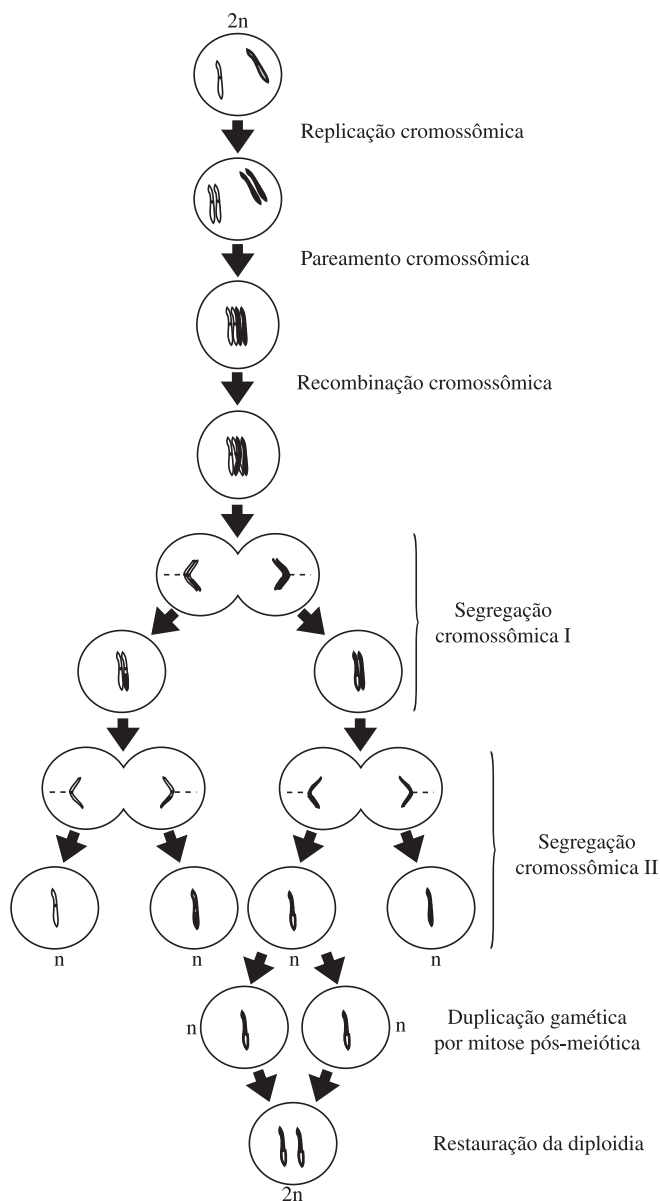 2n
Replicação cromossômica
Pareamento cromossômica
Recombinação cromossômica
Segregação
cromossômica I
Segregação
cromossômica II
n
n
n
n
n
n
Duplicação gamética
por mitose pós-meiótica
Restauração da diploidia
2n